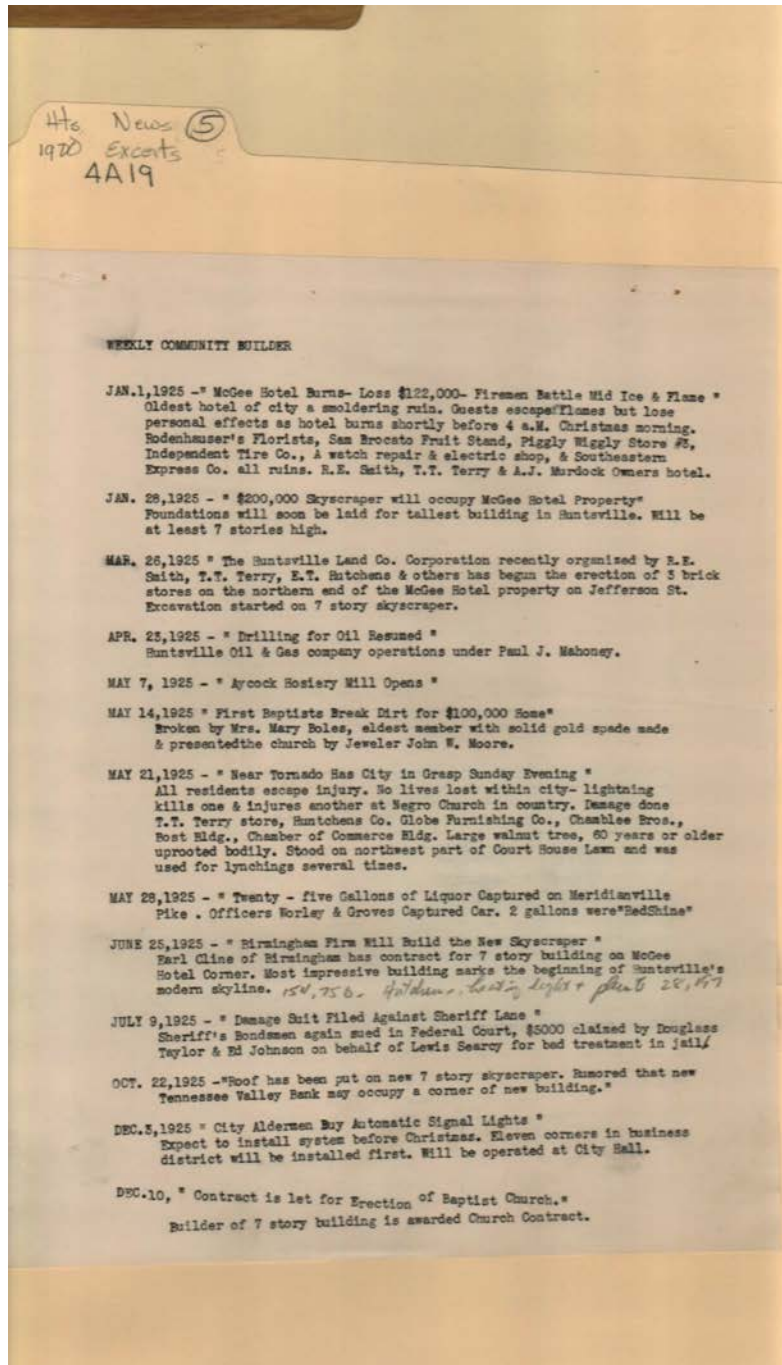 Hts News 5
1920 Excerts
4A19
WEEKLY COMMUNITY BUILDER
JAN.1,1925 -" McGee Hotel Burns- Loss $122,000- Firemen Battle Mid Ice & Flame "
Oldest hotel of city a smoldering ruin. Guests escape flames but lose
personal effects as hotel burns shortly before 4 a.M. Christmas morning.
Rodenhauser's Florists, Sam Brocato Fruit Stand, Piggly Wiggly Store #3,
Independent Tire Co., A watch repair & electric shop, & Southeastern
Express Co. all ruins. R.E. Smith, T.T. Terry & A.J. Murdock Owners hotel.
JAN. 28,1925 - " $200,000 Skyscraper will occupy McGee Hotel Property"
Foundations will soon be laid for tallest building in Huntsville. Will be
at least 7 stories high.
MAR. 26,1925 " The Huntsville Land Co. Corporation recently organized by R.E.
Smith, T.T. Terry, E.T. Hutchens & others has begun the erection of 3 brick
stores on the northern end of the McGee Hotel property on Jefferson St.
Excavation started on 7 story skyscraper.
APR. 23,1925 - " Drilling for Oil Resumed "
Huntsville Oil & Gas company operations under Paul J. Mahoney.
MAY 7, 1925 - " Aycock Hosiery Mill Opens "
MAY 14,1925 " First Baptists Break Dirt for $100,000 Home"
Broken by Mrs. Mary Boles, eldest member with solid gold spade made
& presentedthe church by Jeweler John W. Moore.
MAY 21,1925 - " Near Tornado Has City in Grasp Sunday Evening "
All residents escape injury. No lives lost within city- lightning
kills one & injures another at Negro Church in country. Damage done
T.T. Terry store, Huntchens Co. Globe Furnishing Co., Chamblee Bros.,
Bost Bldg., Chamber of Commerce Bldg. Large walnut tree, 60 years or older
uprooted bodily. Stood on northwest part of Court House Lawn and was
used for lynchings several times.
MAY 28,1925 - " Twenty - five Gallons of Liquor Captured on Meridianville
Pike . Officers Worley & Groves Captured Car. 2 gallons were"RedShine"
JUNE 25,1925 - " Birmingham Firm Will Build the New Skyscraper "
Earl Cline of Birmingham has contract for 7 story building on McGee
Hotel Corner. Most impressive building marks the beginning of Huntsville's
modern skyline. heating light +
JULY 9,1925 - " Damage Suit Filed Against Sheriff Lane "
Sheriff's Bondsmen again sued in Federal Court, $5000 claimed by Douglass
Taylor & Ed Johnson on behalf of Lewis Searcy for bad treatment in jail/
OCT. 22,1925 -"Roof has been put on new 7 story skyscraper. Rumored that new
Tennessee Valley Bank may occupy a corner of new building."
DEC.3,1925 " City Aldermen Buy Automatic Signal Lights "
Expect to install system before Christmas. Eleven corners in business
district will be installed first. Will be operated at City Hall.
DEC.10, " Contract is let for Erection of Baptist Church."
Builder of 7 story building is awarded Church Contract.